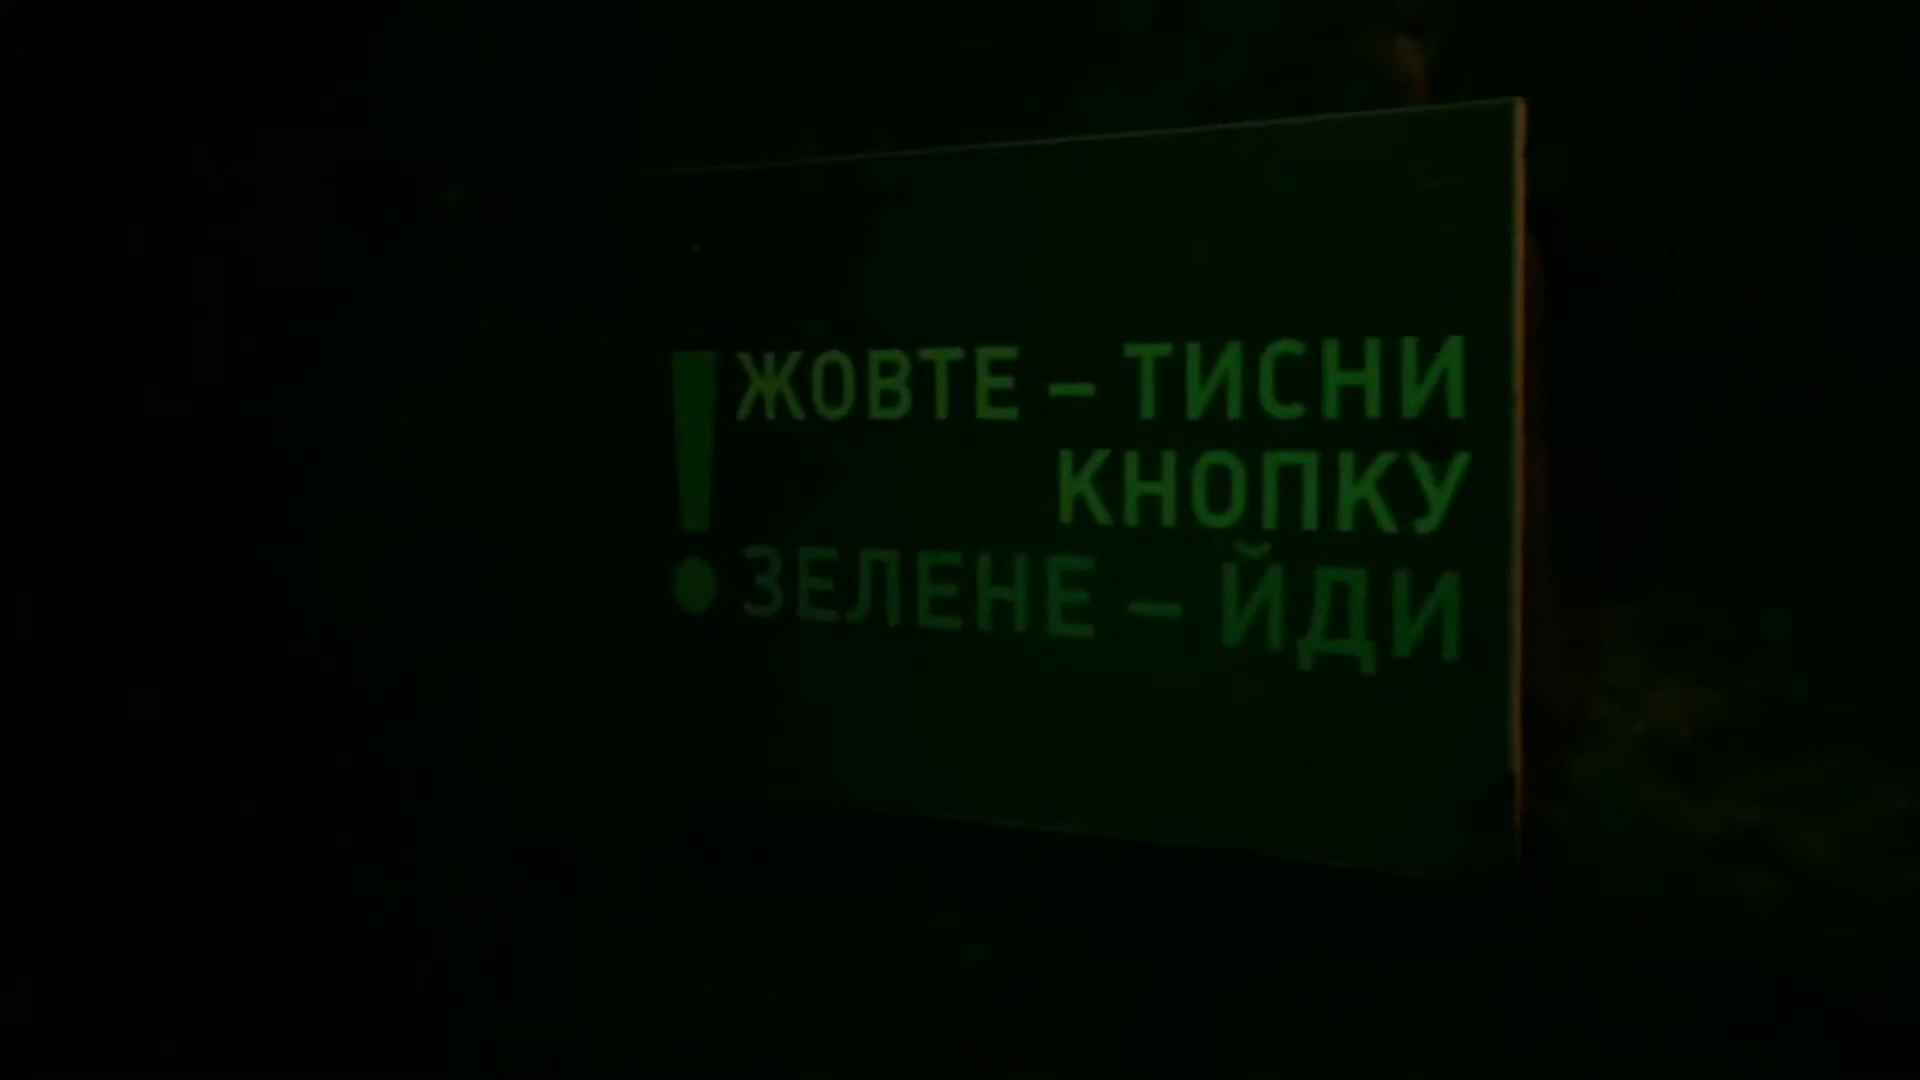 ! ЖОВТЕ – ТИСНИ
КНОПКУ
ЗЕЛЕНЕ – ЙДИ